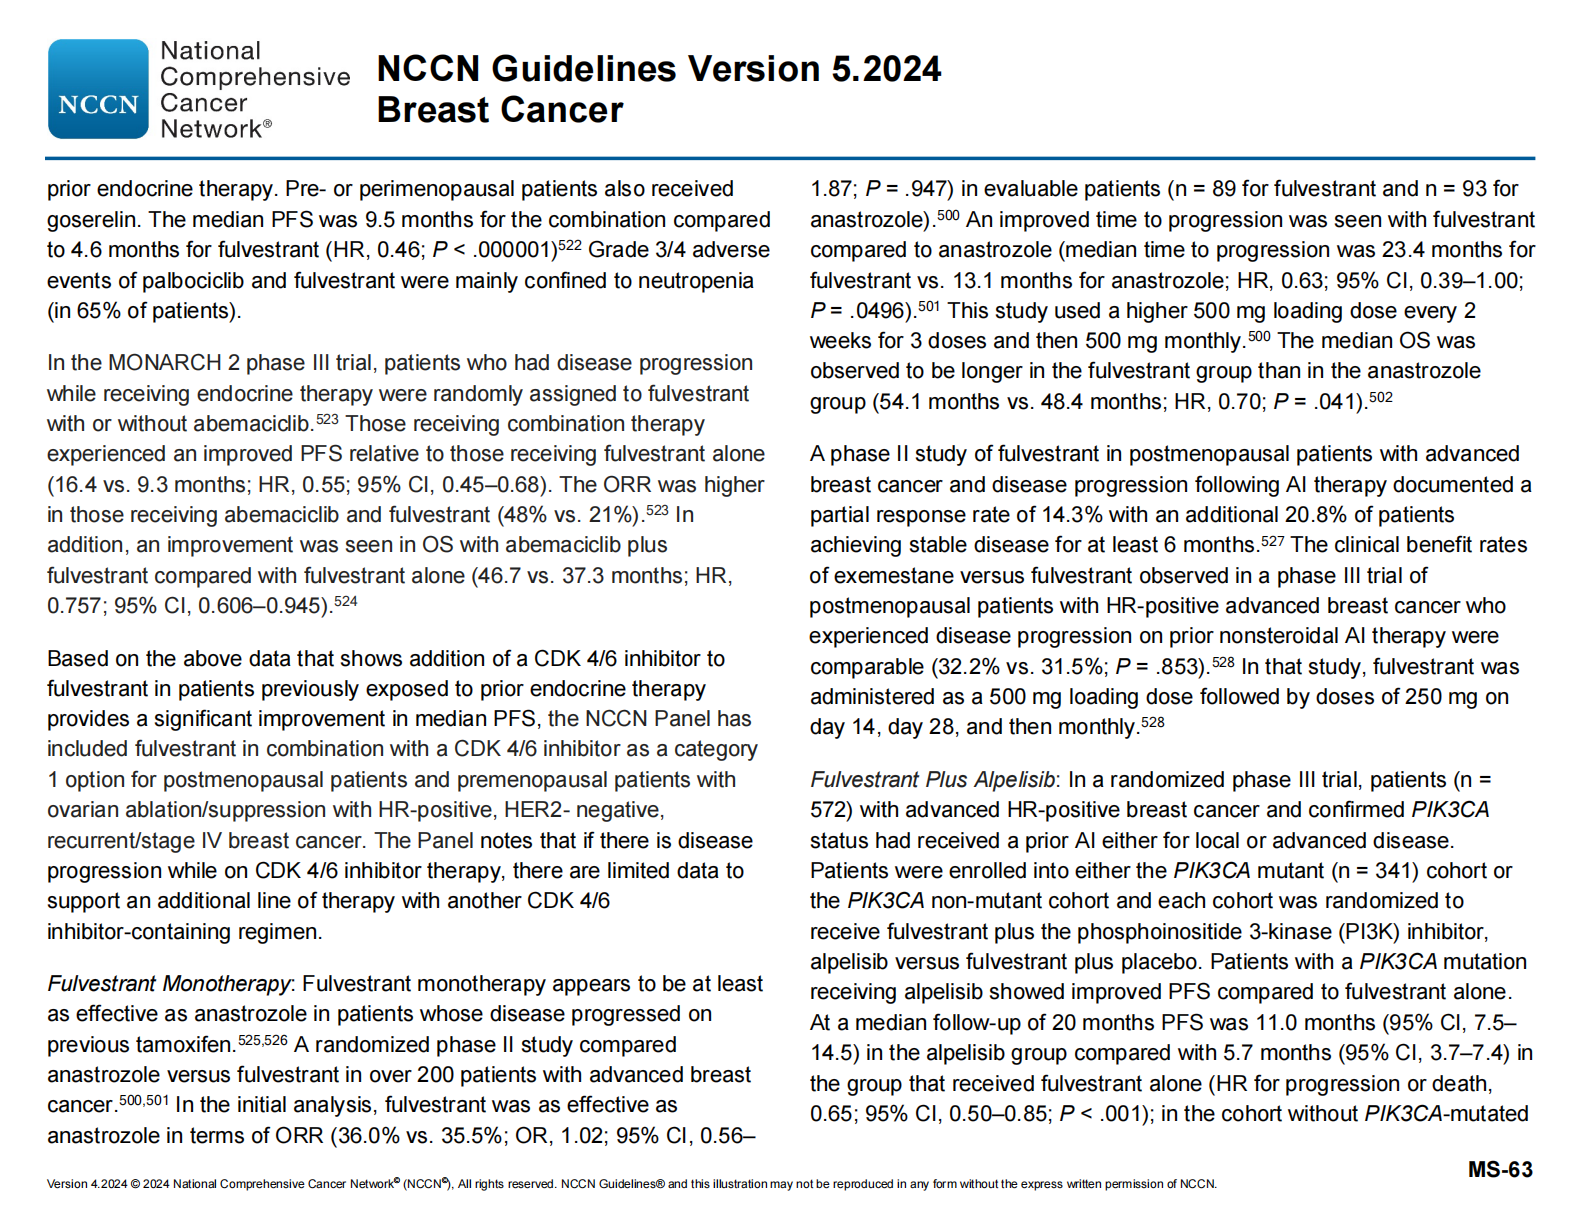 NCCN
National
Comprehensive
Cancer
Network®
NCCN Guidelines Version 5.2024
Breast Cancer
prior endocrine therapy. Pre- or perimenopausal patients also received
goserelin. The median PFS was 9.5 months for the combination compared
to 4.6 months for fulvestrant (HR, 0.46; P < .000001)522 Grade 3/4 adverse
events of palbociclib and fulvestrant were mainly confined to neutropenia
(in 65% of patients).
In the MONARCH 2 phase III trial, patients who had disease progression
while receiving endocrine therapy were randomly assigned to fulvestrant
with or without abemaciclib.523 Those receiving combination therapy
experienced an improved PFS relative to those receiving fulvestrant alone
(16.4 vs. 9.3 months; HR, 0.55; 95% CI, 0.45–0.68). The ORR was higher
in those receiving abemaciclib and fulvestrant (48% vs. 21%).523 In
addition, an improvement was seen in OS with abemaciclib plus
fulvestrant compared with fulvestrant alone (46.7 vs. 37.3 months; HR,
0.757; 95% CI, 0.606–0.945).524
Based on the above data that shows addition of a CDK 4/6 inhibitor to
fulvestrant in patients previously exposed to prior endocrine therapy
provides a significant improvement in median PFS, the NCCN Panel has
included fulvestrant in combination with a CDK 4/6 inhibitor as a category
1 option for postmenopausal patients and premenopausal patients with
ovarian ablation/suppression with HR-positive, HER2- negative,
recurrent/stage IV breast cancer. The Panel notes that if there is disease
progression while on CDK 4/6 inhibitor therapy, there are limited data to
support an additional line of therapy with another CDK 4/6
inhibitor-containing regimen.
Fulvestrant Monotherapy: Fulvestrant monotherapy appears to be at least
as effective as anastrozole in patients whose disease progressed on
previous tamoxifen.525,526 A randomized phase II study compared
anastrozole versus fulvestrant in over 200 patients with advanced breast
cancer.500,501 In the initial analysis, fulvestrant was as effective as
anastrozole in terms of ORR (36.0% vs. 35.5%; OR, 1.02; 95% CI, 0.56–
1.87; P = .947) in evaluable patients (n = 89 for fulvestrant and n = 93 for
anastrozole).500 An improved time to progression was seen with fulvestrant
compared to anastrozole (median time to progression was 23.4 months for
fulvestrant vs. 13.1 months for anastrozole; HR, 0.63; 95% CI, 0.39–1.00;
P = .0496).501 This study used a higher 500 mg loading dose every 2
weeks for 3 doses and then 500 mg monthly.500 The median OS was
observed to be longer in the fulvestrant group than in the anastrozole
group (54.1 months vs. 48.4 months; HR, 0.70; P = .041).502
A phase II study of fulvestrant in postmenopausal patients with advanced
breast cancer and disease progression following AI therapy documented a
partial response rate of 14.3% with an additional 20.8% of patients
achieving stable disease for at least 6 months.527 The clinical benefit rates
of exemestane versus fulvestrant observed in a phase III trial of
postmenopausal patients with HR-positive advanced breast cancer who
experienced disease progression on prior nonsteroidal AI therapy were
comparable (32.2% vs. 31.5%; P = .853).528 In that study, fulvestrant was
administered as a 500 mg loading dose followed by doses of 250 mg on
day 14, day 28, and then monthly.528
Fulvestrant Plus Alpelisib: In a randomized phase III trial, patients (n =
572) with advanced HR-positive breast cancer and confirmed PIK3CA
status had received a prior AI either for local or advanced disease.
Patients were enrolled into either the PIK3CA mutant (n = 341) cohort or
the PIK3CA non-mutant cohort and each cohort was randomized to
receive fulvestrant plus the phosphoinositide 3-kinase (PI3K) inhibitor,
alpelisib versus fulvestrant plus placebo. Patients with a PIK3CA mutation
receiving alpelisib showed improved PFS compared to fulvestrant alone.
At a median follow-up of 20 months PFS was 11.0 months (95% CI, 7.5–
14.5) in the alpelisib group compared with 5.7 months (95% CI, 3.7–7.4) in
the group that received fulvestrant alone (HR for progression or death,
0.65; 95% CI, 0.50–0.85; P < .001); in the cohort without PIK3CA-mutated
MS-63
Version 4.2024 © 2024 National Comprehensive Cancer Network© (NCCN©), All rights reserved. NCCN Guidelines® and this illustration may not be reproduced in any form without the express written permission of NCCN.